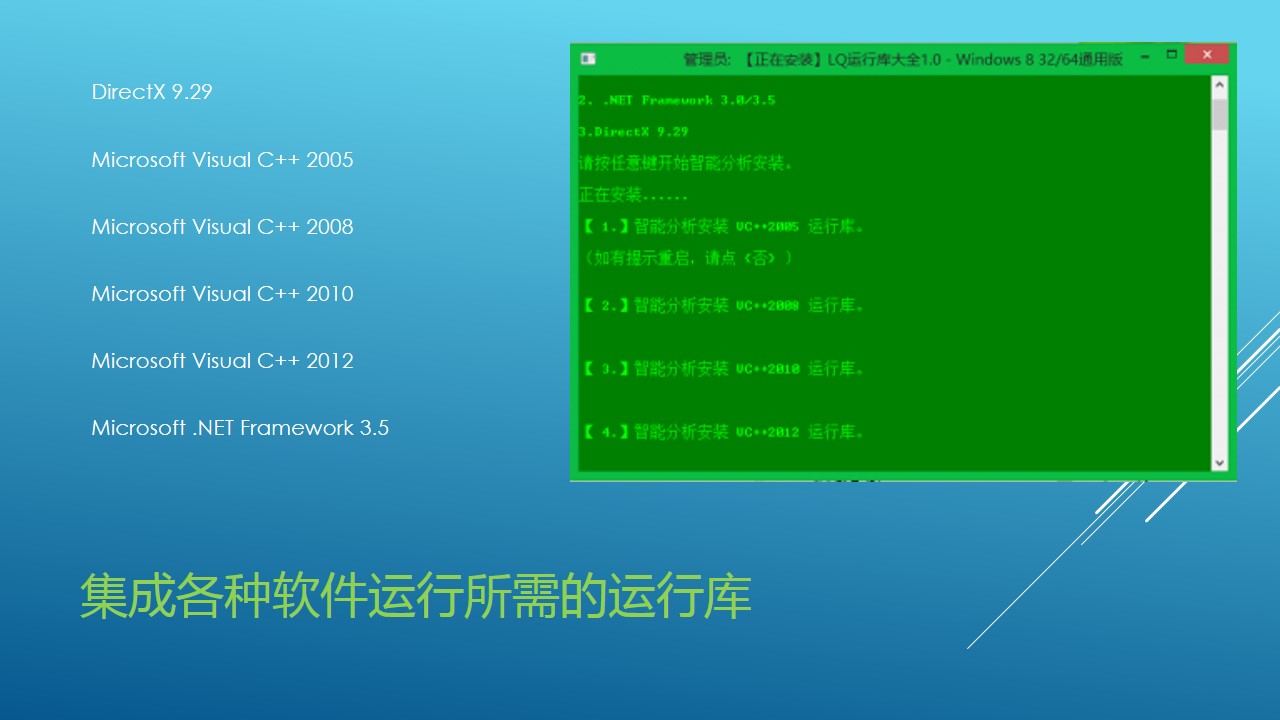 DirectX 9.29
Microsoft Visual C++ 2005
Microsoft Visual C++ 2008
Microsoft Visual C++ 2010
Microsoft Visual C++ 2012
Microsoft .NET Framework 3.5
管理员: 【正在安装】LQ运行库大全1.0 - Windows 8 32/64通用版
2. .NET Framework 3.0/3.5
3.DirectX 9.29
请按任意键开始智能分析安装。
正在安装......
【 1.】智能分析安装 VC++2005 运行库。
（如有提示重启，请点 <否> ）
【 2.】智能分析安装 VC++2008 运行库。
【 3.】智能分析安装 VC++2010 运行库。
【 4.】智能分析安装 VC++2012 运行库。
集成各种软件运行所需的运行库